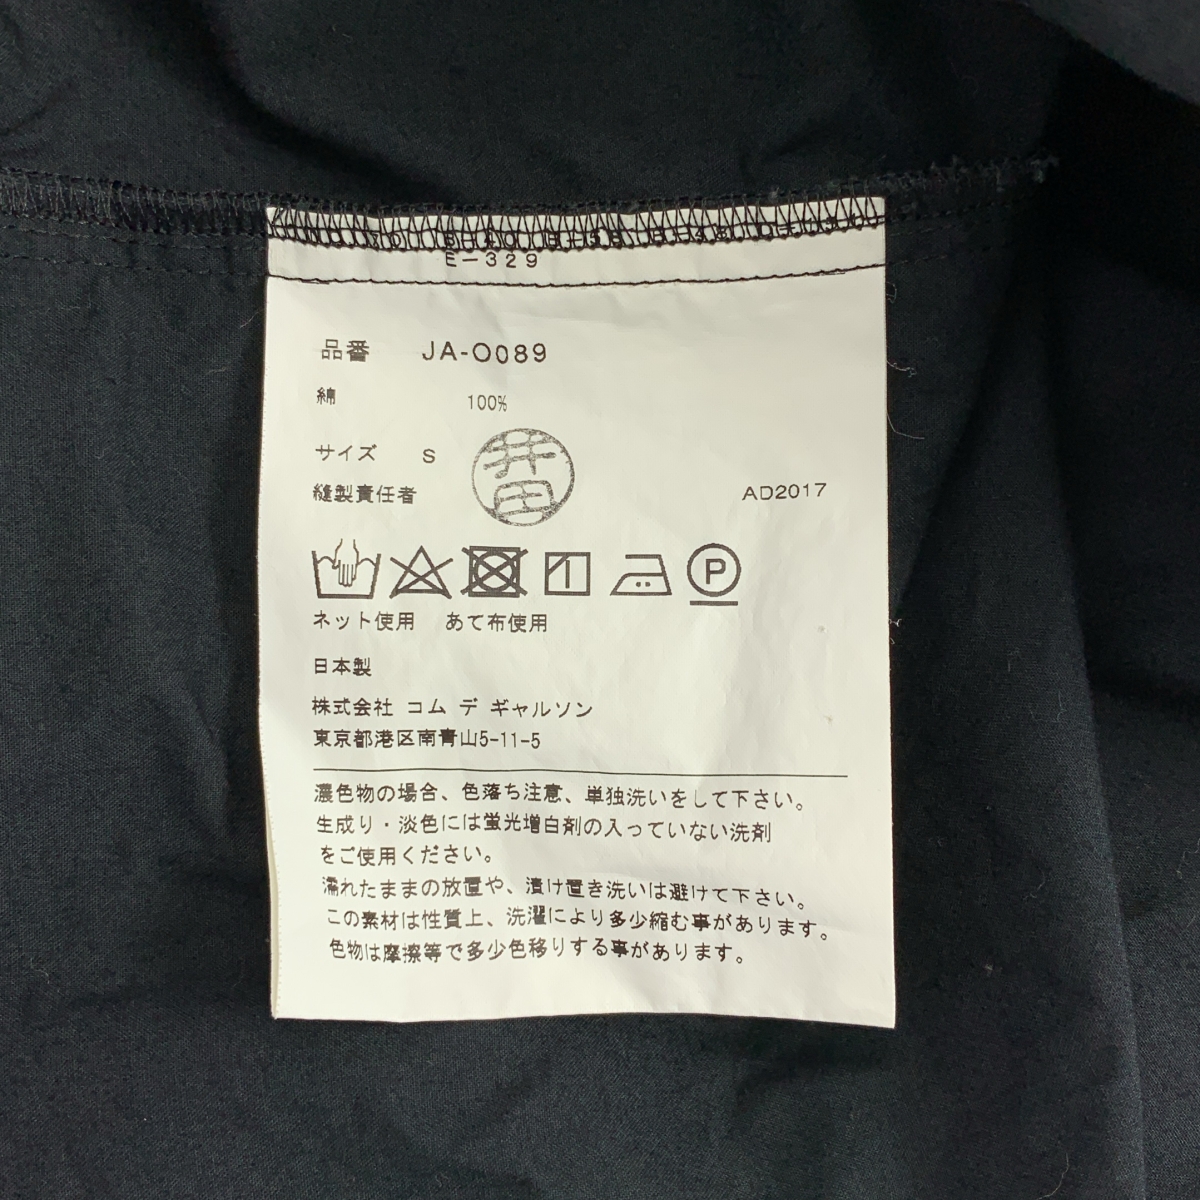 E-329
品番 JA-O089
綿 100%
サイズ S
井田
縫製責任者 AD2017
P
ネット使用 あて布使用
日本製
株式会社 コム デ ギャルソン
東京都港区南青山5-11-5
濃色物の場合、色落ち注意、単独洗いをして下さい。
生成り・淡色には蛍光増白剤の入っていない洗剤
をご使用ください。
濡れたままの放置や、漬け置き洗いは避けて下さい。
この素材は性質上、洗濯により多少縮む事があります。
色物は摩擦等で多少色移りする事があります。